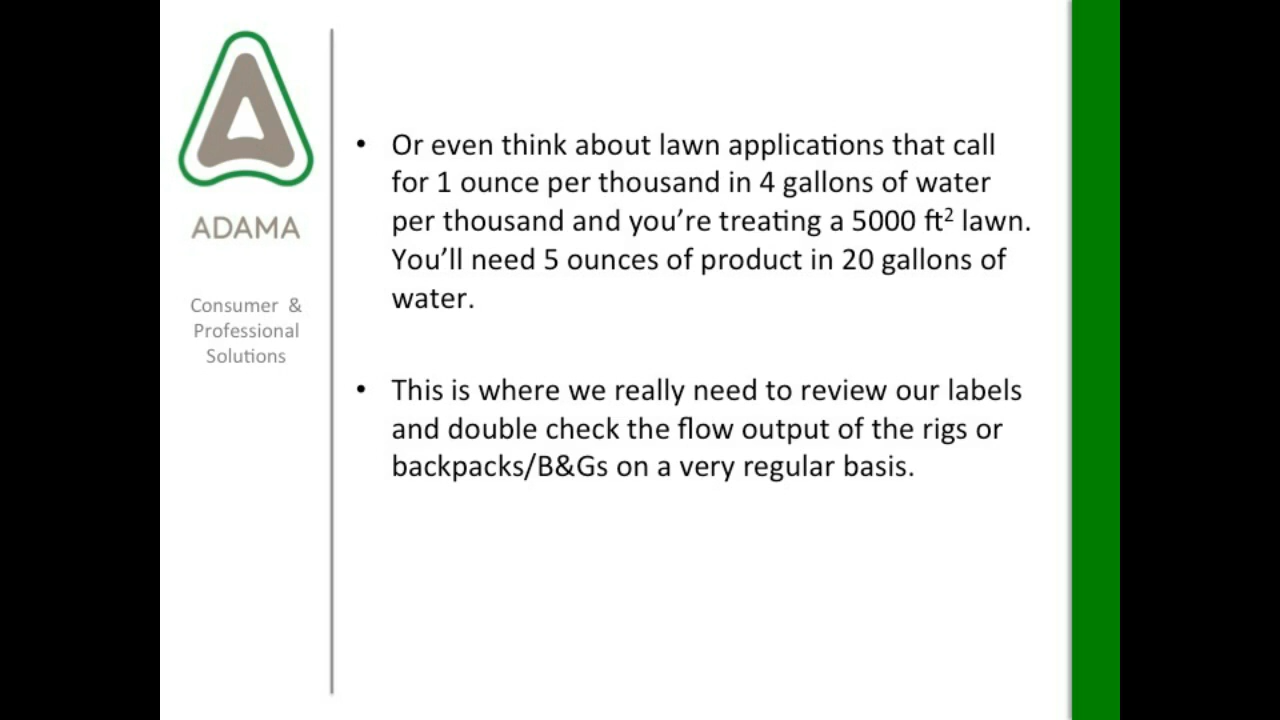 ADAMA
Consumer &
Professional
Solutions
• Or even think about lawn applications that call
for 1 ounce per thousand in 4 gallons of water
per thousand and you’re treating a 5000 ft² lawn.
You’ll need 5 ounces of product in 20 gallons of
water.
• This is where we really need to review our labels
and double check the flow output of the rigs or
backpacks/B&Gs on a very regular basis.